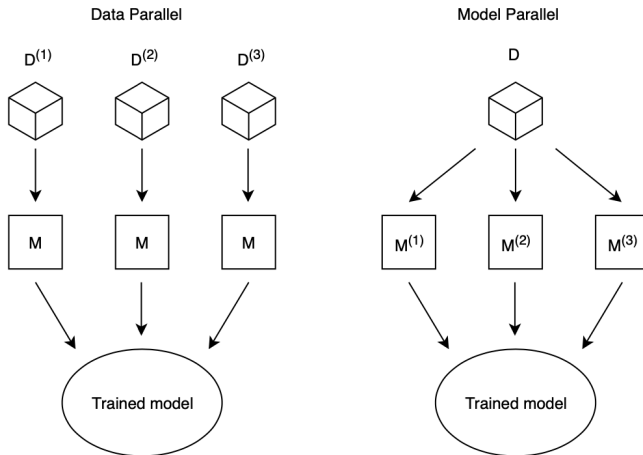 Data Parallel
Model Parallel
D⁽¹⁾
D⁽²⁾
D⁽³⁾
D
M
M
M
M⁽¹⁾
M⁽²⁾
M⁽³⁾
Trained model
Trained model